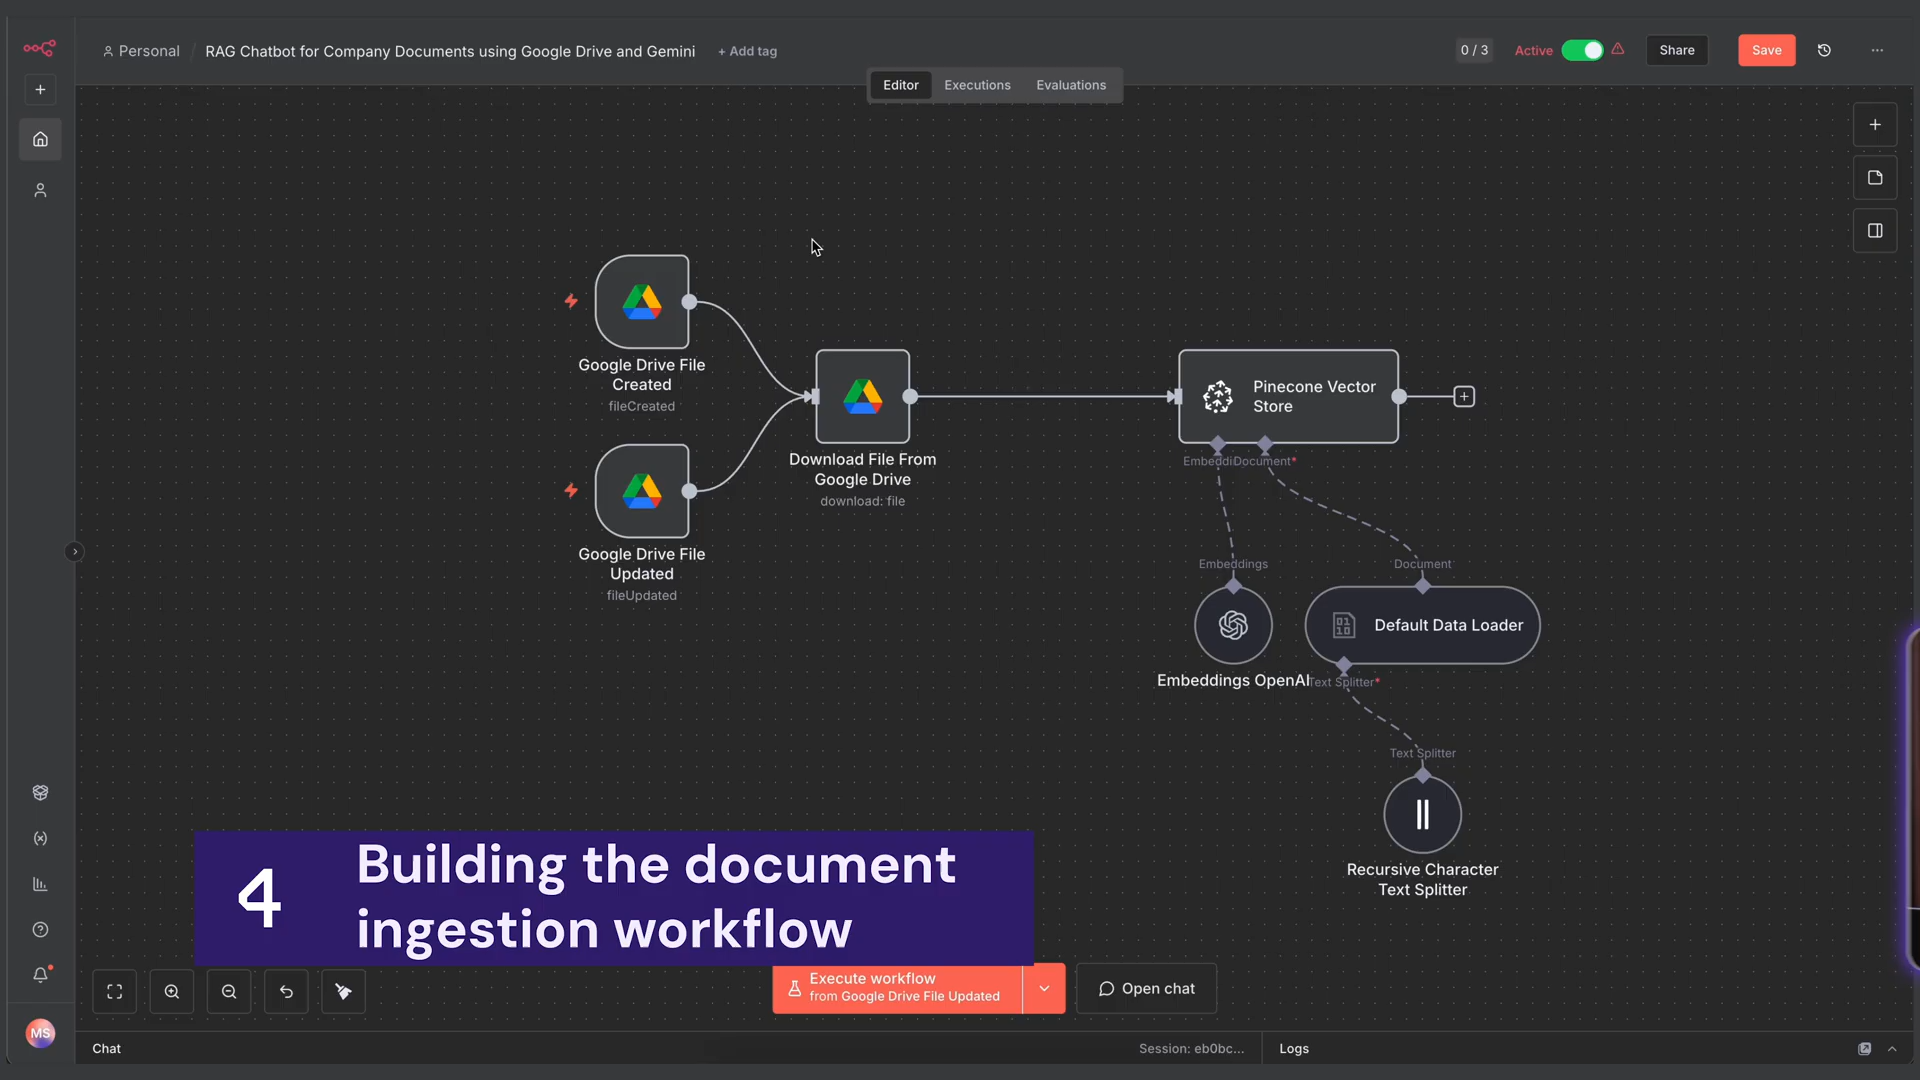 Personal / RAG Chatbot for Company Documents using Google Drive and Gemini + Add tag
0 / 3
Active
Share
Save
Editor
Executions
Evaluations
Google Drive File
Created
fileCreated
Google Drive File
Updated
fileUpdated
Download File From
Google Drive
download: file
Pinecone Vector
Store
Embeddi
Document*
Embeddings
Document
Default Data Loader
Embeddings OpenAI
Text Splitter*
Text Splitter
Recursive Character
Text Splitter
4
Building the document
ingestion workflow
Execute workflow
from Google Drive File Updated
Open chat
MS
Chat
Session: eb0bc...
Logs